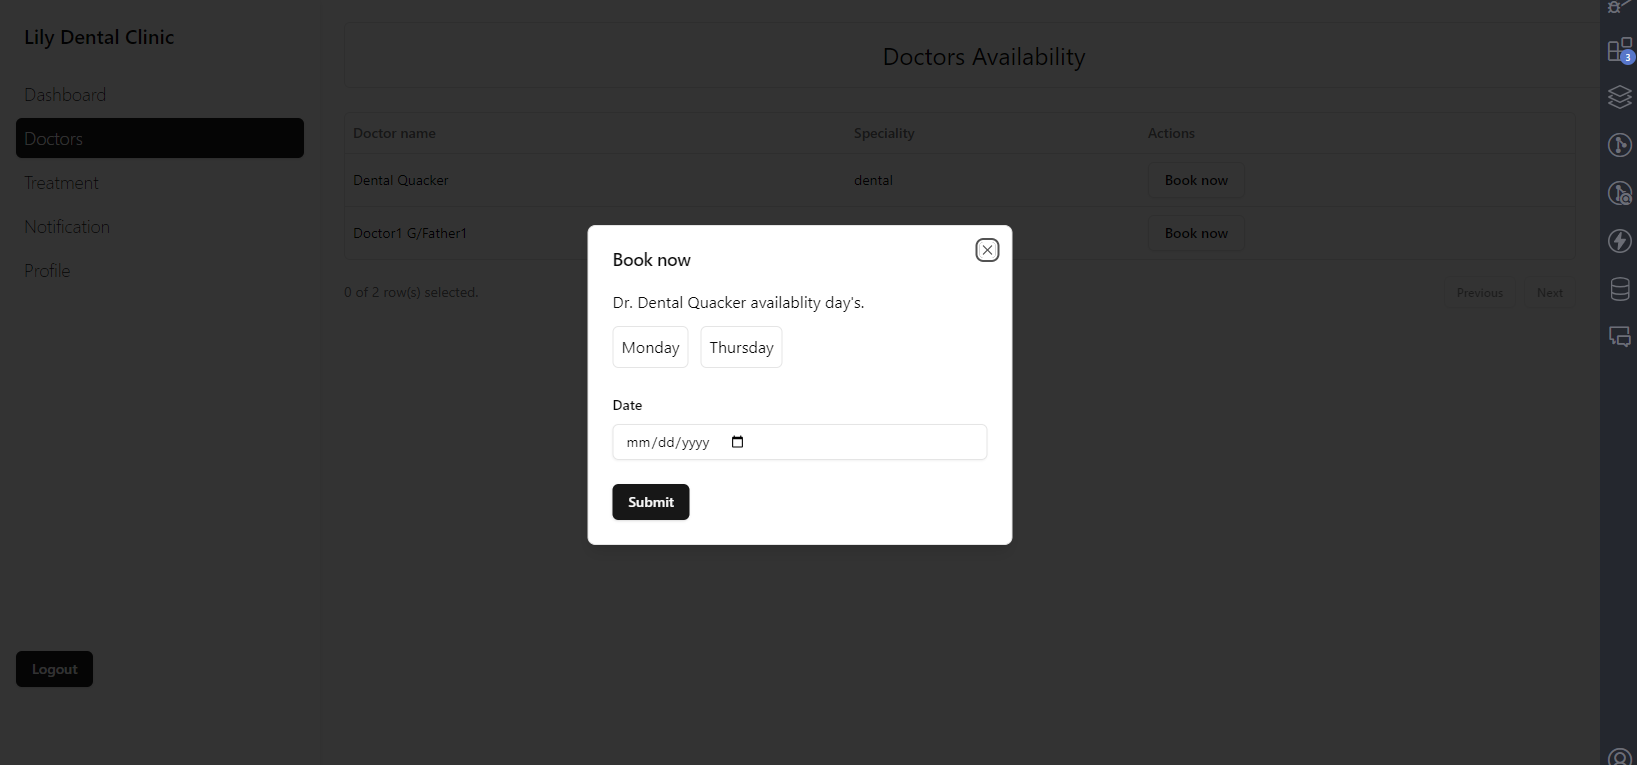 Lily Dental Clinic
Dashboard
Doctors
Treatment
Notification
Profile
Logout
Doctors Availability
Doctor name Speciality Actions
Dental Quacker dental Book now
Doctor1 G/Father1 Book now
0 of 2 row(s) selected. Previous Next
Book now
Dr. Dental Quacker availablity day's.
Monday Thursday
Date
mm/dd/yyyy
Submit
3